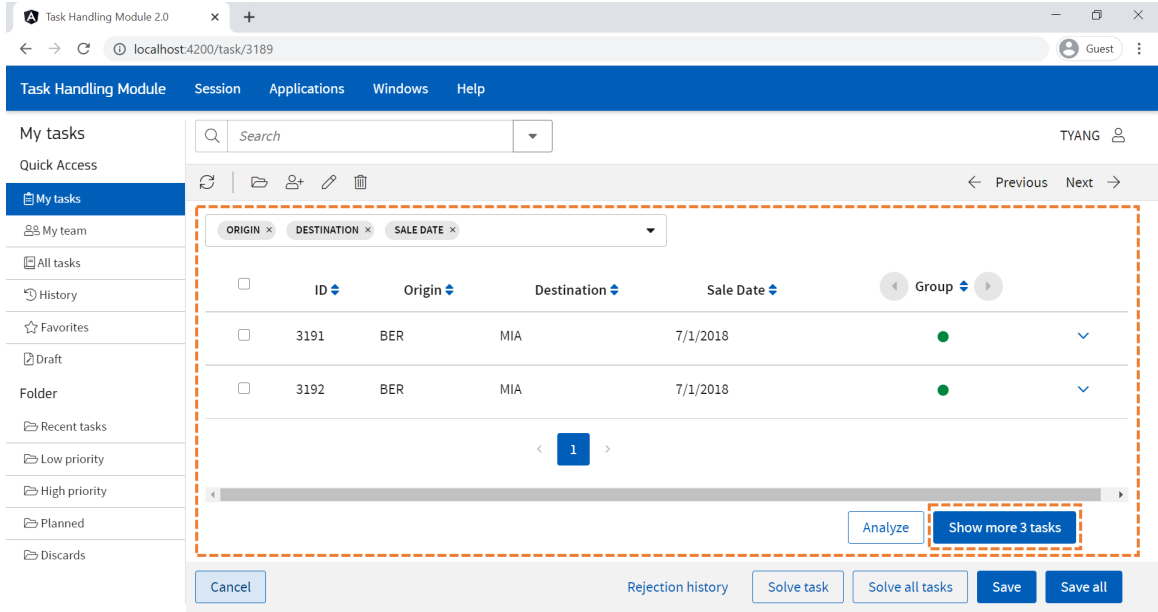 Task Handling Module 2.0
localhost:4200/task/3189
Guest
Task Handling Module Session Applications Windows Help
My tasks
Search
TYANG
Quick Access
Previous Next
My tasks
My team
All tasks
History
Favorites
Draft
Folder
Recent tasks
Low priority
High priority
Planned
Discards
ORIGIN × DESTINATION × SALE DATE ×
ID Origin Destination Sale Date Group
3191 BER MIA 7/1/2018
3192 BER MIA 7/1/2018
1
Analyze Show more 3 tasks
Cancel Rejection history Solve task Solve all tasks Save Save all